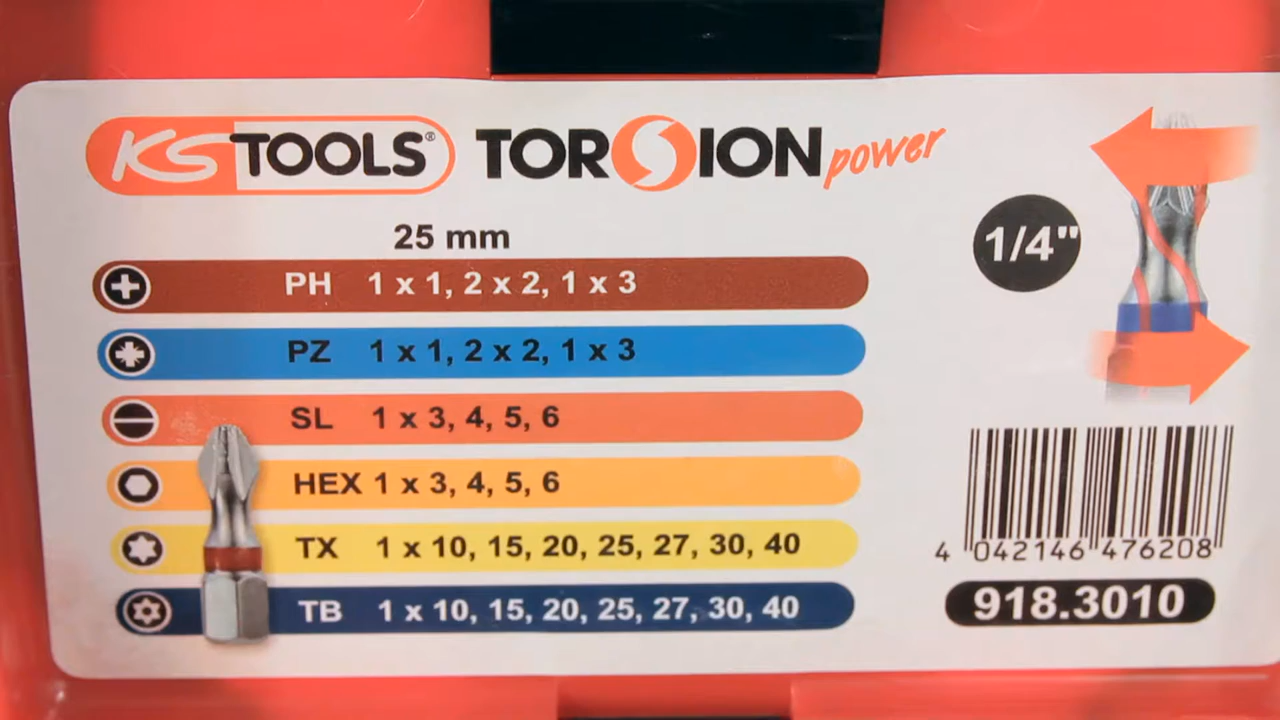 KS TOOLS® TORSION power
25 mm
1/4"
PH 1 x 1, 2 x 2, 1 x 3
PZ 1 x 1, 2 x 2, 1 x 3
SL 1 x 3, 4, 5, 6
HEX 1 x 3, 4, 5, 6
TX 1 x 10, 15, 20, 25, 27, 30, 40
TB 1 x 10, 15, 20, 25, 27, 30, 40
4 042146 476208
918.3010